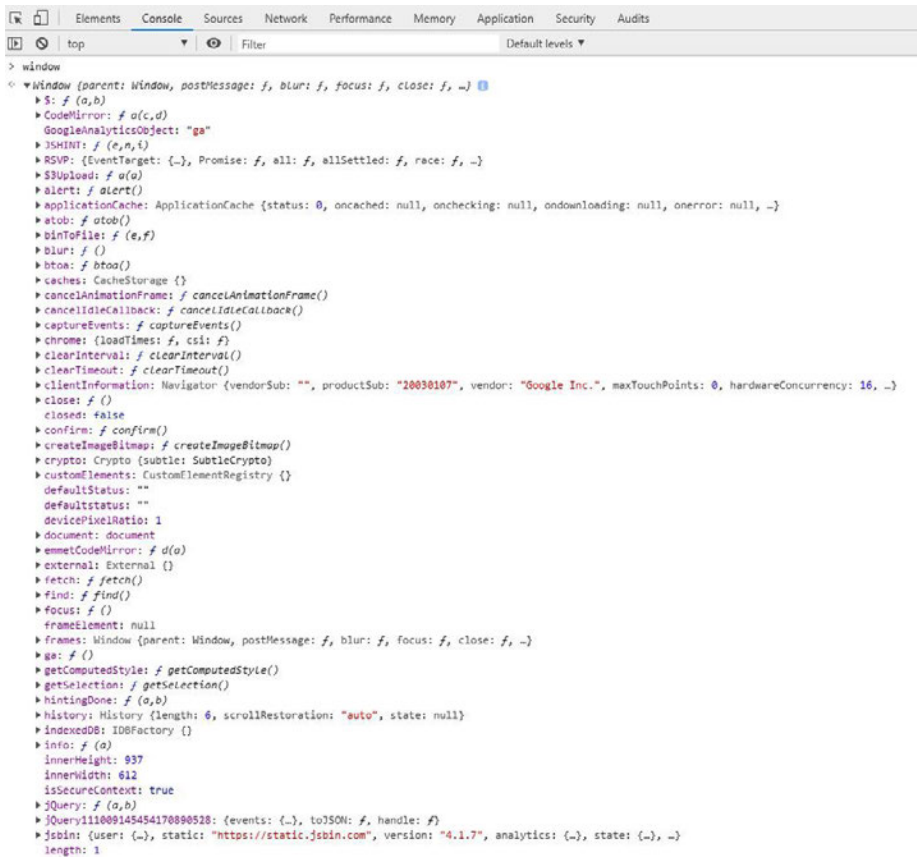 Elements Console Sources Network Performance Memory Application Security Audits
top ▼ Filter Default levels ▼
> window
▼Window {parent: Window, postMessage: ƒ, blur: ƒ, focus: ƒ, close: ƒ, …}
▶$: ƒ (a,b)
▶CodeMirror: ƒ a(c,d)
GoogleAnalyticsObject: "ga"
▶JSHINT: ƒ (e,n,i)
▶RSVP: {EventTarget: {…}, Promise: ƒ, all: ƒ, allSettled: ƒ, race: ƒ, …}
▶S3Upload: ƒ a(a)
▶alert: ƒ alert()
▶applicationCache: ApplicationCache {status: 0, oncached: null, onchecking: null, ondownloading: null, onerror: null, …}
▶atob: ƒ atob()
▶binToFile: ƒ (e,f)
▶blur: ƒ ()
▶btoa: ƒ btoa()
▶caches: CacheStorage {}
▶cancelAnimationFrame: ƒ cancelAnimationFrame()
▶cancelIdleCallback: ƒ cancelIdleCallback()
▶captureEvents: ƒ captureEvents()
▶chrome: {loadTimes: ƒ, csi: ƒ}
▶clearInterval: ƒ clearInterval()
▶clearTimeout: ƒ clearTimeout()
▶clientInformation: Navigator {vendorSub: "", productSub: "20030107", vendor: "Google Inc.", maxTouchPoints: 0, hardwareConcurrency: 16, …}
▶close: ƒ ()
closed: false
▶confirm: ƒ confirm()
▶createImageBitmap: ƒ createImageBitmap()
▶crypto: Crypto {subtle: SubtleCrypto}
▶customElements: CustomElementRegistry {}
defaultStatus: ""
defaultstatus: ""
devicePixelRatio: 1
▶document: document
▶emmetCodeMirror: ƒ d(a)
▶external: External {}
▶fetch: ƒ fetch()
▶find: ƒ find()
▶focus: ƒ ()
frameElement: null
▶frames: Window {parent: Window, postMessage: ƒ, blur: ƒ, focus: ƒ, close: ƒ, …}
▶ga: ƒ ()
▶getComputedStyle: ƒ getComputedStyle()
▶getSelection: ƒ getSelection()
▶hintingDone: ƒ (a,b)
▶history: History {length: 6, scrollRestoration: "auto", state: null}
▶indexedDB: IDBFactory {}
▶info: ƒ (a)
innerHeight: 937
innerWidth: 612
isSecureContext: true
▶jQuery: ƒ (a,b)
▶jQuery111009145454170890528: {events: {…}, toJSON: ƒ, handle: ƒ}
▶jsbin: {user: {…}, static: "https://static.jsbin.com", version: "4.1.7", analytics: {…}, state: {…}, …}
length: 1